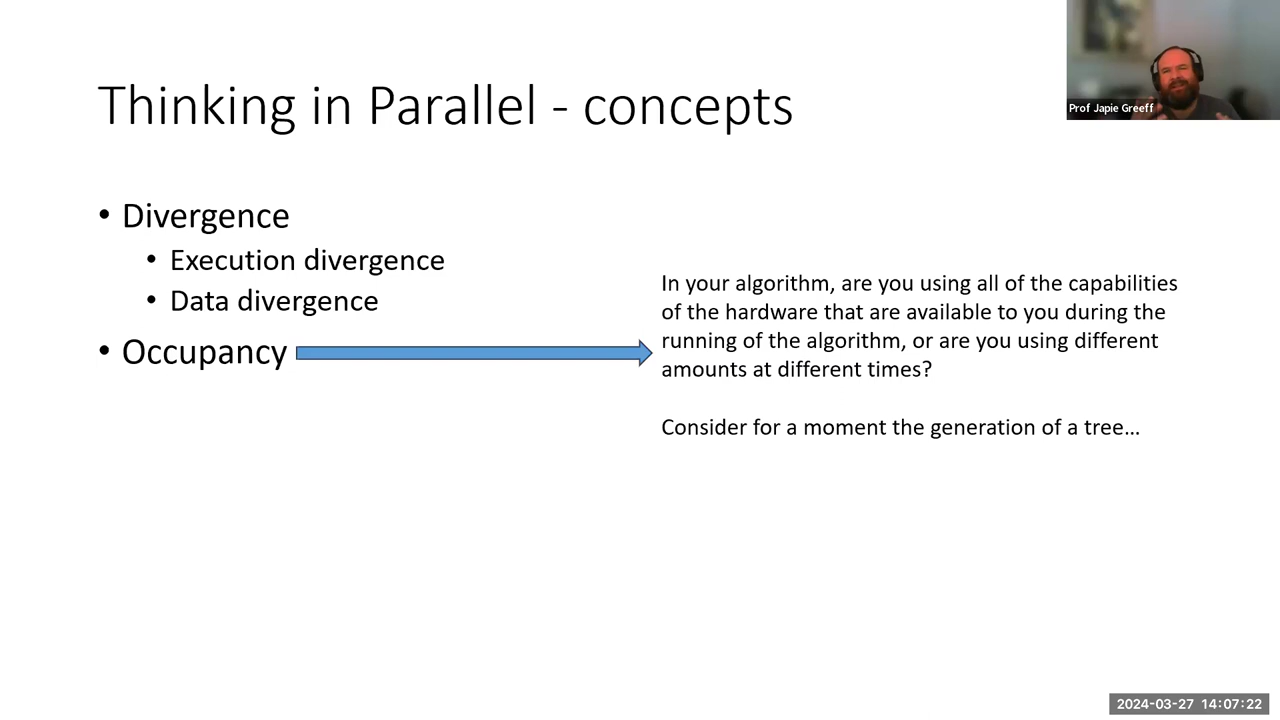 Thinking in Parallel - concepts
Prof Japie Greeff
• Divergence
• Execution divergence
• Data divergence
• Occupancy
In your algorithm, are you using all of the capabilities
of the hardware that are available to you during the
running of the algorithm, or are you using different
amounts at different times?
Consider for a moment the generation of a tree…
2024-03-27 14:07:22